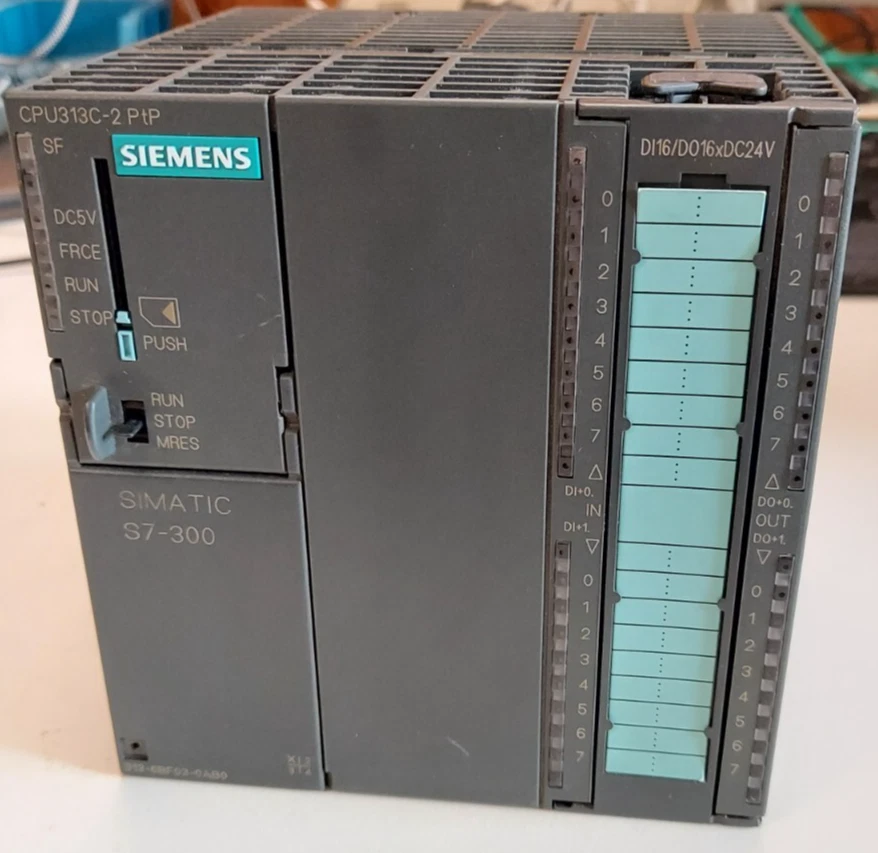 CPU313C-2 PtP
SF
SIEMENS
DC5V
FRCE
RUN
STOP
PUSH
RUN
STOP
MRES
SIMATIC
S7-300
DI16/DO16xDC24V
0
1
2
3
4
5
6
7
DI+0.
IN
DI+1.
0
1
2
3
4
5
6
7
0
1
2
3
4
5
6
7
DO+0.
OUT
DO+1.
0
1
2
3
4
5
6
7